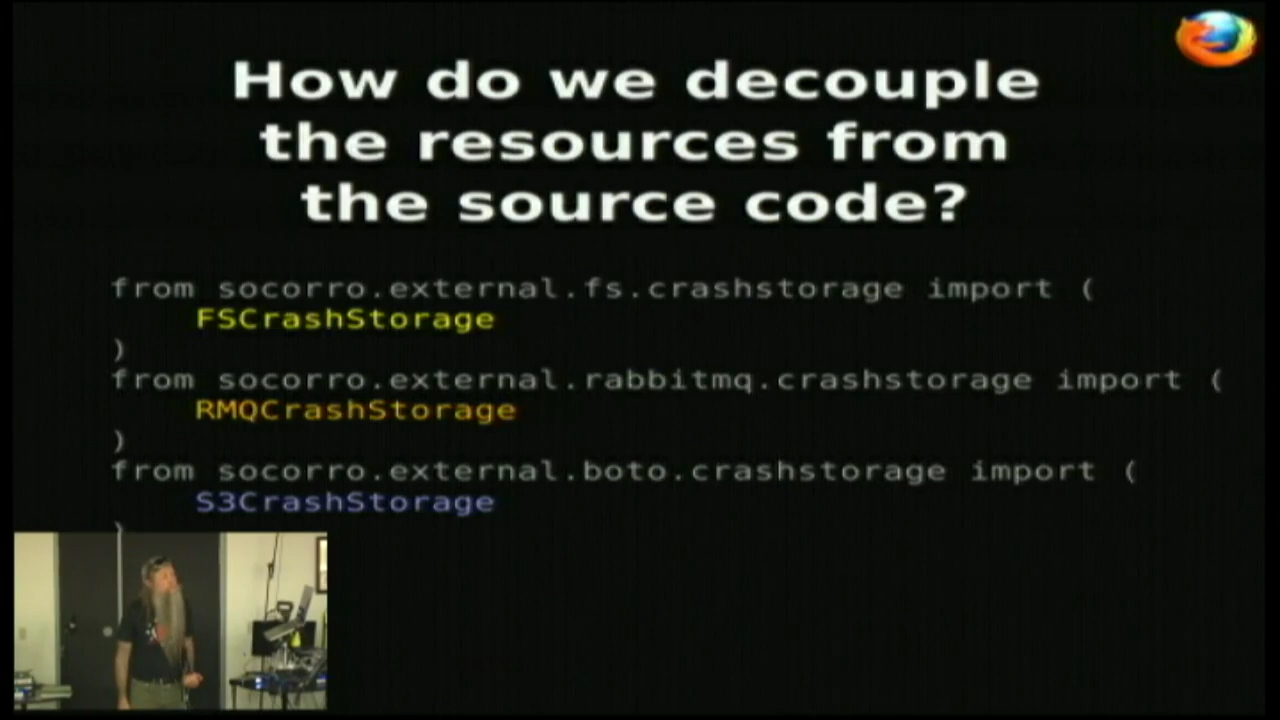 How do we decouple
the resources from
the source code?
from socorro.external.fs.crashstorage import (
FSCrashStorage
)
from socorro.external.rabbitmq.crashstorage import (
RMQCrashStorage
)
from socorro.external.boto.crashstorage import (
S3CrashStorage
)